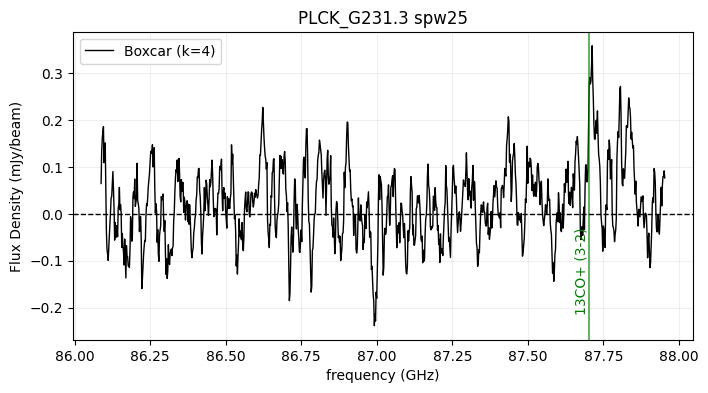 PLCK_G231.3 spw25
Boxcar (k=4)
Flux Density (mJy/beam)
0.3
0.2
0.1
0.0
−0.1
−0.2
13CO+ (3-2)
86.00 86.25 86.50 86.75 87.00 87.25 87.50 87.75 88.00
frequency (GHz)